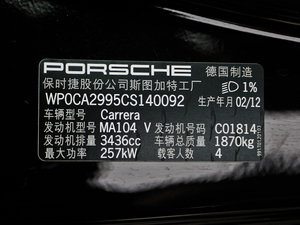 PORSCHE 德国制造
保时捷股份公司斯图加特工厂 1%
WP0CA2995CS140092 生产年月 02/12
车辆型号 Carrera
发动机型号 MA104 V 发动机号码 C01814
发动机排量 3436cc 车辆总质量 1870kg
最大功率 257kW 载客人数 4